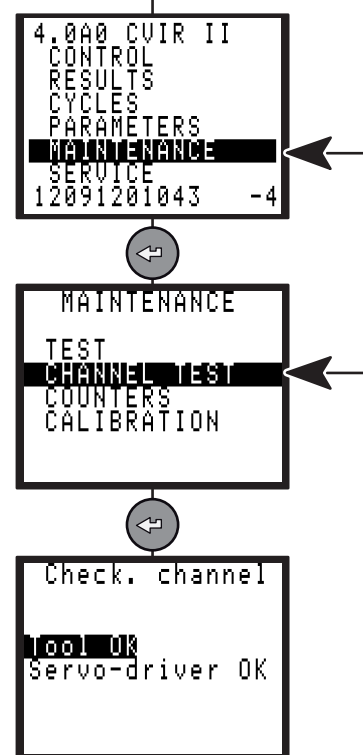 4.0A0 CVIR II
CONTROL
RESULTS
CYCLES
PARAMETERS
MAINTENANCE
SERVICE
12091201043 -4
MAINTENANCE
TEST
CHANNEL TEST
COUNTERS
CALIBRATION
Check. channel
Tool OK
Servo-driver OK